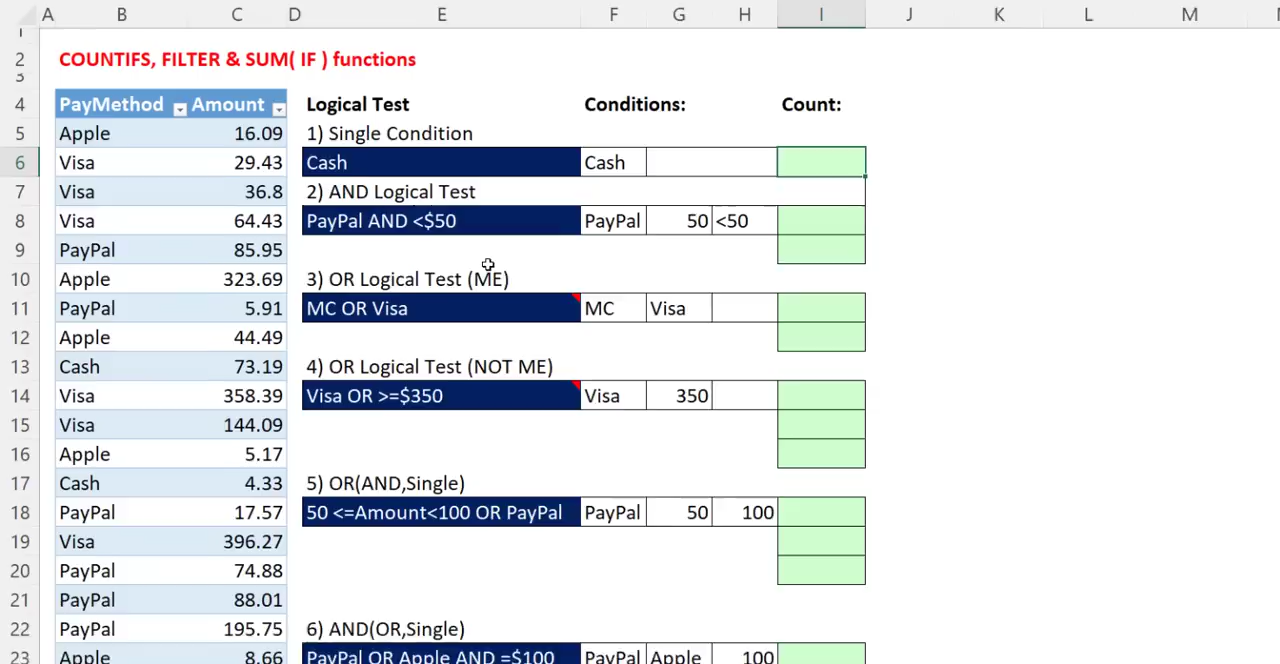 A B C D E F G H I J K L M
2 COUNTIFS, FILTER & SUM( IF ) functions
3
4 PayMethod Amount Logical Test Conditions: Count:
5 Apple 16.09 1) Single Condition
6 Visa 29.43 Cash Cash
7 Visa 36.8 2) AND Logical Test
8 Visa 64.43 PayPal AND <$50 PayPal 50 <50
9 PayPal 85.95
10 Apple 323.69 3) OR Logical Test (ME)
11 PayPal 5.91 MC OR Visa MC Visa
12 Apple 44.49
13 Cash 73.19 4) OR Logical Test (NOT ME)
14 Visa 358.39 Visa OR >=$350 Visa 350
15 Visa 144.09
16 Apple 5.17
17 Cash 4.33 5) OR(AND,Single)
18 PayPal 17.57 50 <=Amount<100 OR PayPal PayPal 50 100
19 Visa 396.27
20 PayPal 74.88
21 PayPal 88.01
22 PayPal 195.75 6) AND(OR,Single)
23 Apple 8.66 PayPal OR Apple AND =$100 PayPal Apple 100